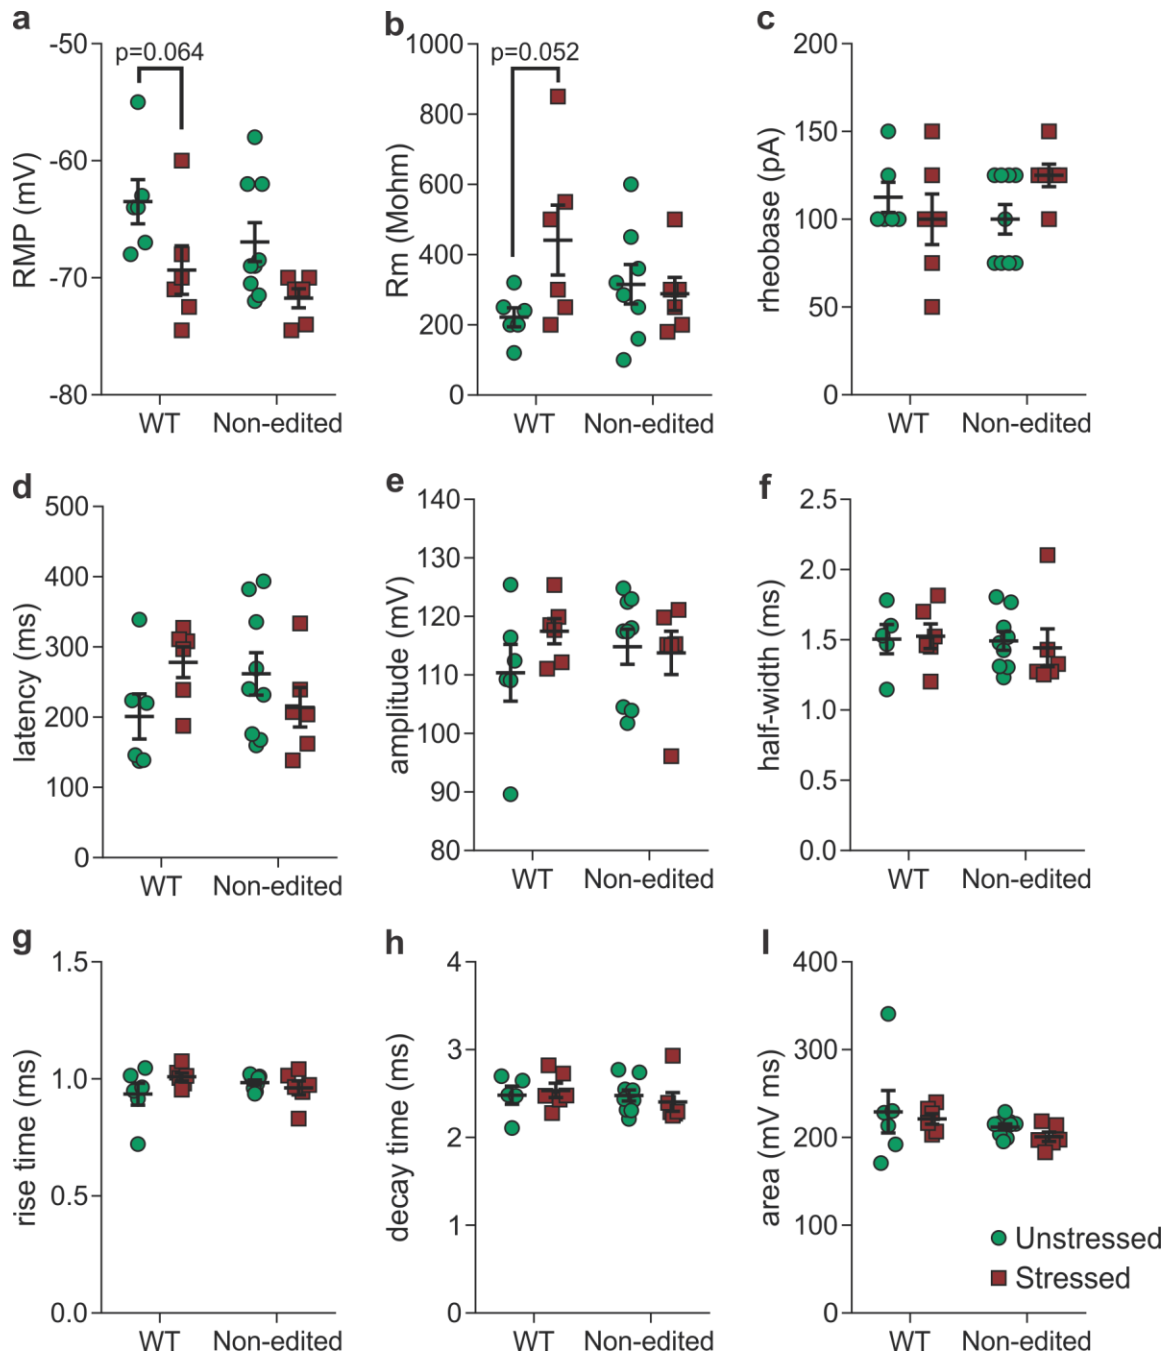 a
RMP (mV)
-50
-60
-70
-80
p=0.064
WT Non-edited
b
Rm (Mohm)
1000
800
600
400
200
0
p=0.052
WT Non-edited
c
rheobase (pA)
200
150
100
50
0
WT Non-edited
d
latency (ms)
500
400
300
200
100
0
WT Non-edited
e
amplitude (mV)
140
130
120
110
100
90
80
WT Non-edited
f
half-width (ms)
2.5
2.0
1.5
1.0
0.5
0.0
WT Non-edited
g
rise time (ms)
1.5
1.0
0.5
0.0
WT Non-edited
h
decay time (ms)
4
3
2
1
0
WT Non-edited
I
area (mV ms)
400
300
200
100
0
Unstressed
Stressed
WT Non-edited